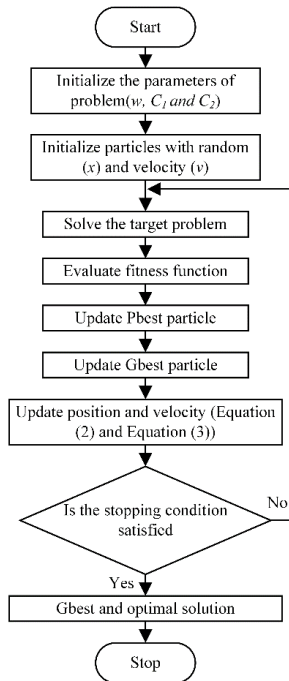 Start
Initialize the parameters of
problem(w, C1 and C2)
Initialize particles with random
(x) and velocity (v)
Solve the target problem
Evaluate fitness function
Update Pbest particle
Update Gbest particle
Update position and velocity (Equation
(2) and Equation (3))
Is the stopping condition
satisfied
No
Yes
Gbest and optimal solution
Stop